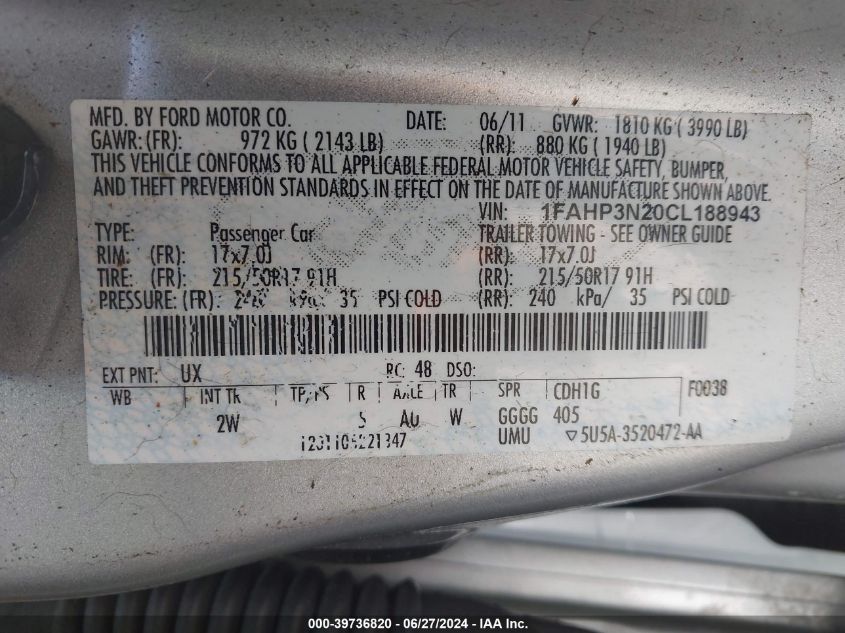 MFD. BY FORD MOTOR CO. DATE: 06/11 GVWR: 1810 KG ( 3990 LB)
GAWR: (FR): 972 KG ( 2143 LB) (RR): 880 KG ( 1940 LB)
THIS VEHICLE CONFORMS TO ALL APPLICABLE FEDERAL MOTOR VEHICLE SAFETY, BUMPER,
AND THEFT PREVENTION STANDARDS IN EFFECT ON THE DATE OF MANUFACTURE SHOWN ABOVE.
VIN: 1FAHP3N20CL188943
TYPE: Passenger Car TRAILER TOWING - SEE OWNER GUIDE
RIM: (FR): 17x7.0J (RR): 17x7.0J
TIRE: (FR): 215/50R17 91H (RR): 215/50R17 91H
PRESSURE: (FR): 240 kPa/ 35 PSI COLD (RR): 240 kPa/ 35 PSI COLD
EXT PNT: UX RC: 48 DSO:
WB INT TR TP/PS R AXLE TR SPR CDH1G F0038
2W 5 AU W GGGG 405
UMU ▽5U5A-3520472-AA
000-39736820 - 06/27/2024 - IAAI.com